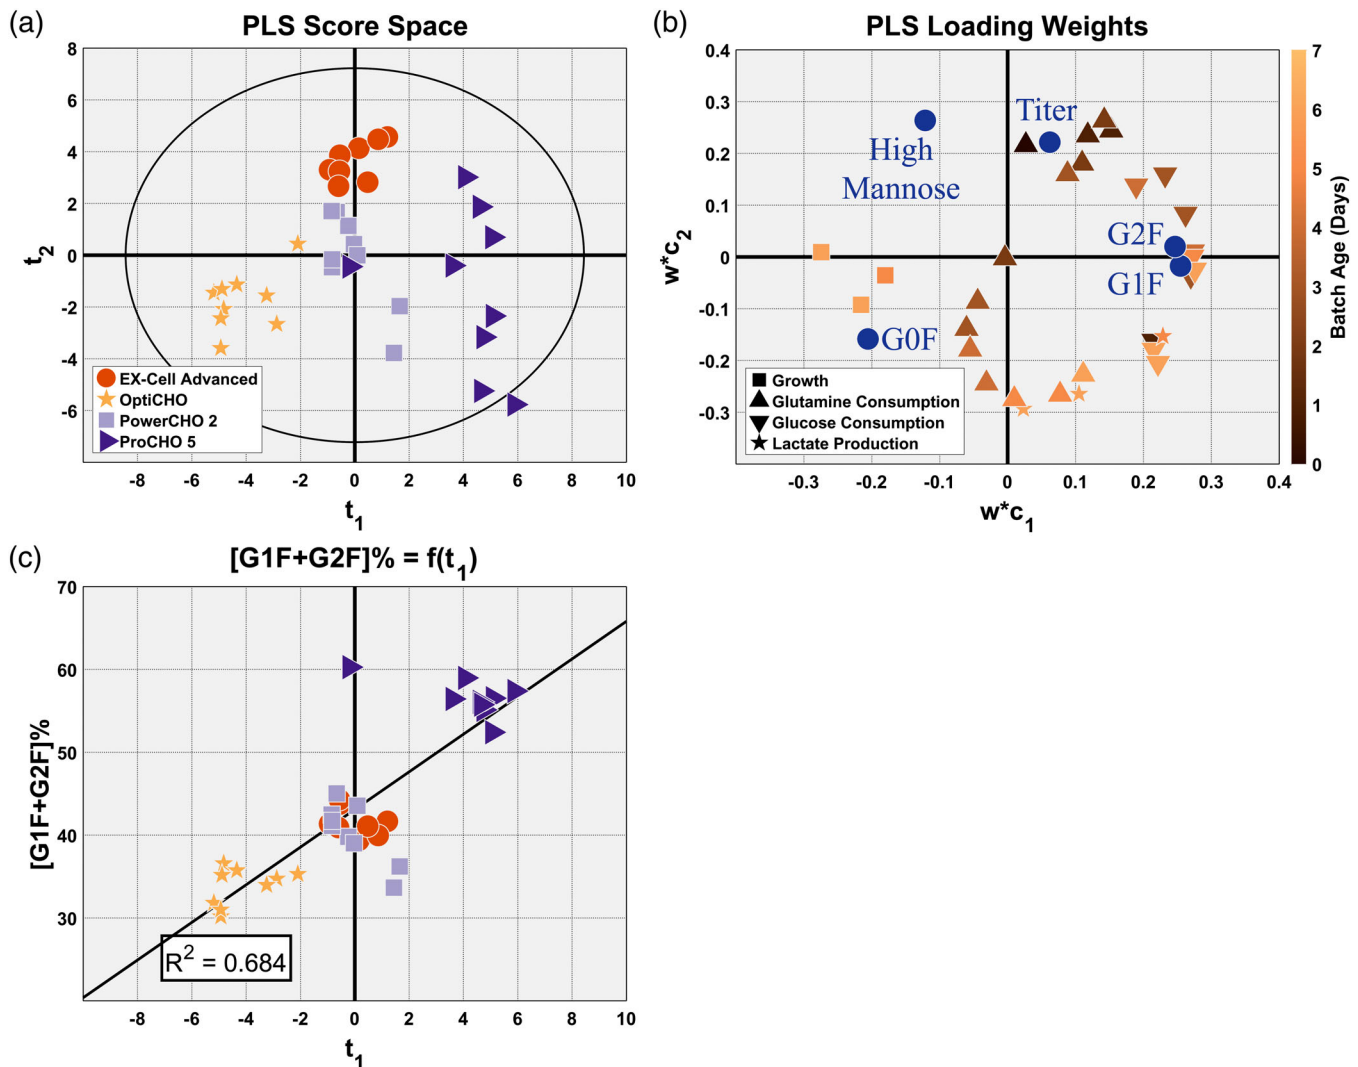 (a)
PLS Score Space
8
6
4
2
0
-2
-4
-6
t2
-8
-6
-4
-2
0
2
4
6
8
10
t1
EX-Cell Advanced
OptiCHO
PowerCHO 2
ProCHO 5
(b)
PLS Loading Weights
0.4
0.3
0.2
0.1
0
-0.1
-0.2
-0.3
w*c2
-0.3
-0.2
-0.1
0
0.1
0.2
0.3
0.4
w*c1
Titer
High
Mannose
G2F
G1F
G0F
Growth
Glutamine Consumption
Glucose Consumption
Lactate Production
7
6
5
4
3
2
1
0
Batch Age (Days)
(c)
[G1F+G2F]% = f(t1)
70
60
50
40
30
[G1F+G2F]%
R2 = 0.684
-8
-6
-4
-2
0
2
4
6
8
10
t1